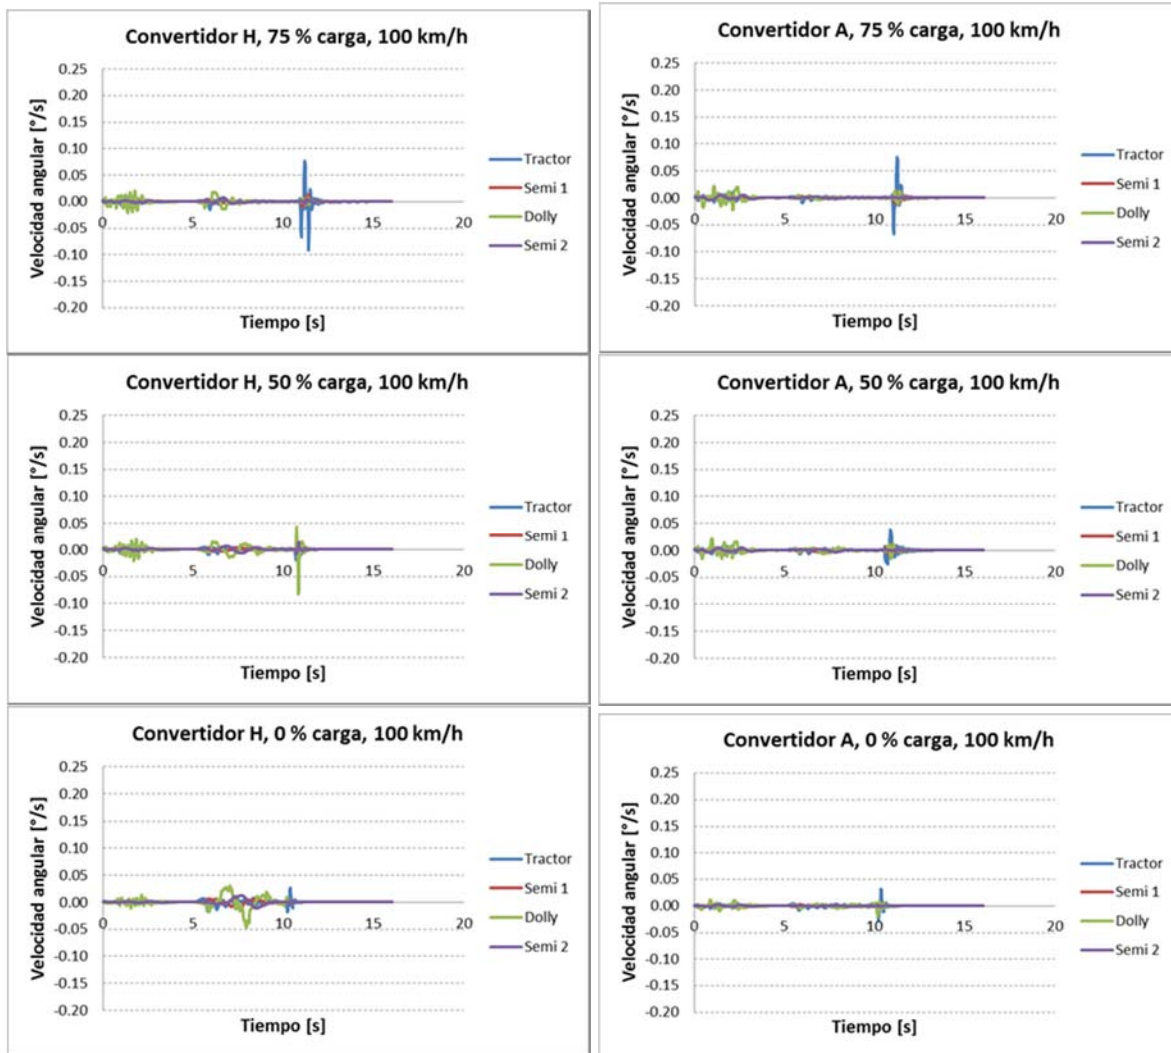 Convertidor H, 75 % carga, 100 km/h
Velocidad angular [°/s]
0.25
0.20
0.15
0.10
0.05
0.00
-0.05
-0.10
-0.15
-0.20
0 5 10 15 20
Tiempo [s]
Tractor
Semi 1
Dolly
Semi 2
Convertidor A, 75 % carga, 100 km/h
Velocidad angular [°/s]
0.25
0.20
0.15
0.10
0.05
0.00
-0.05
-0.10
-0.15
-0.20
0 5 10 15 20
Tiempo [s]
Tractor
Semi 1
Dolly
Semi 2
Convertidor H, 50 % carga, 100 km/h
Velocidad angular [°/s]
0.25
0.20
0.15
0.10
0.05
0.00
-0.05
-0.10
-0.15
-0.20
0 5 10 15 20
Tiempo [s]
Tractor
Semi 1
Dolly
Semi 2
Convertidor A, 50 % carga, 100 km/h
Velocidad angular [°/s]
0.25
0.20
0.15
0.10
0.05
0.00
-0.05
-0.10
-0.15
-0.20
0 5 10 15 20
Tiempo [s]
Tractor
Semi 1
Dolly
Semi 2
Convertidor H, 0 % carga, 100 km/h
Velocidad angular [°/s]
0.25
0.20
0.15
0.10
0.05
0.00
-0.05
-0.10
-0.15
-0.20
0 5 10 15 20
Tiempo [s]
Tractor
Semi 1
Dolly
Semi 2
Convertidor A, 0 % carga, 100 km/h
Velocidad angular [°/s]
0.25
0.20
0.15
0.10
0.05
0.00
-0.05
-0.10
-0.15
-0.20
0 5 10 15 20
Tiempo [s]
Tractor
Semi 1
Dolly
Semi 2